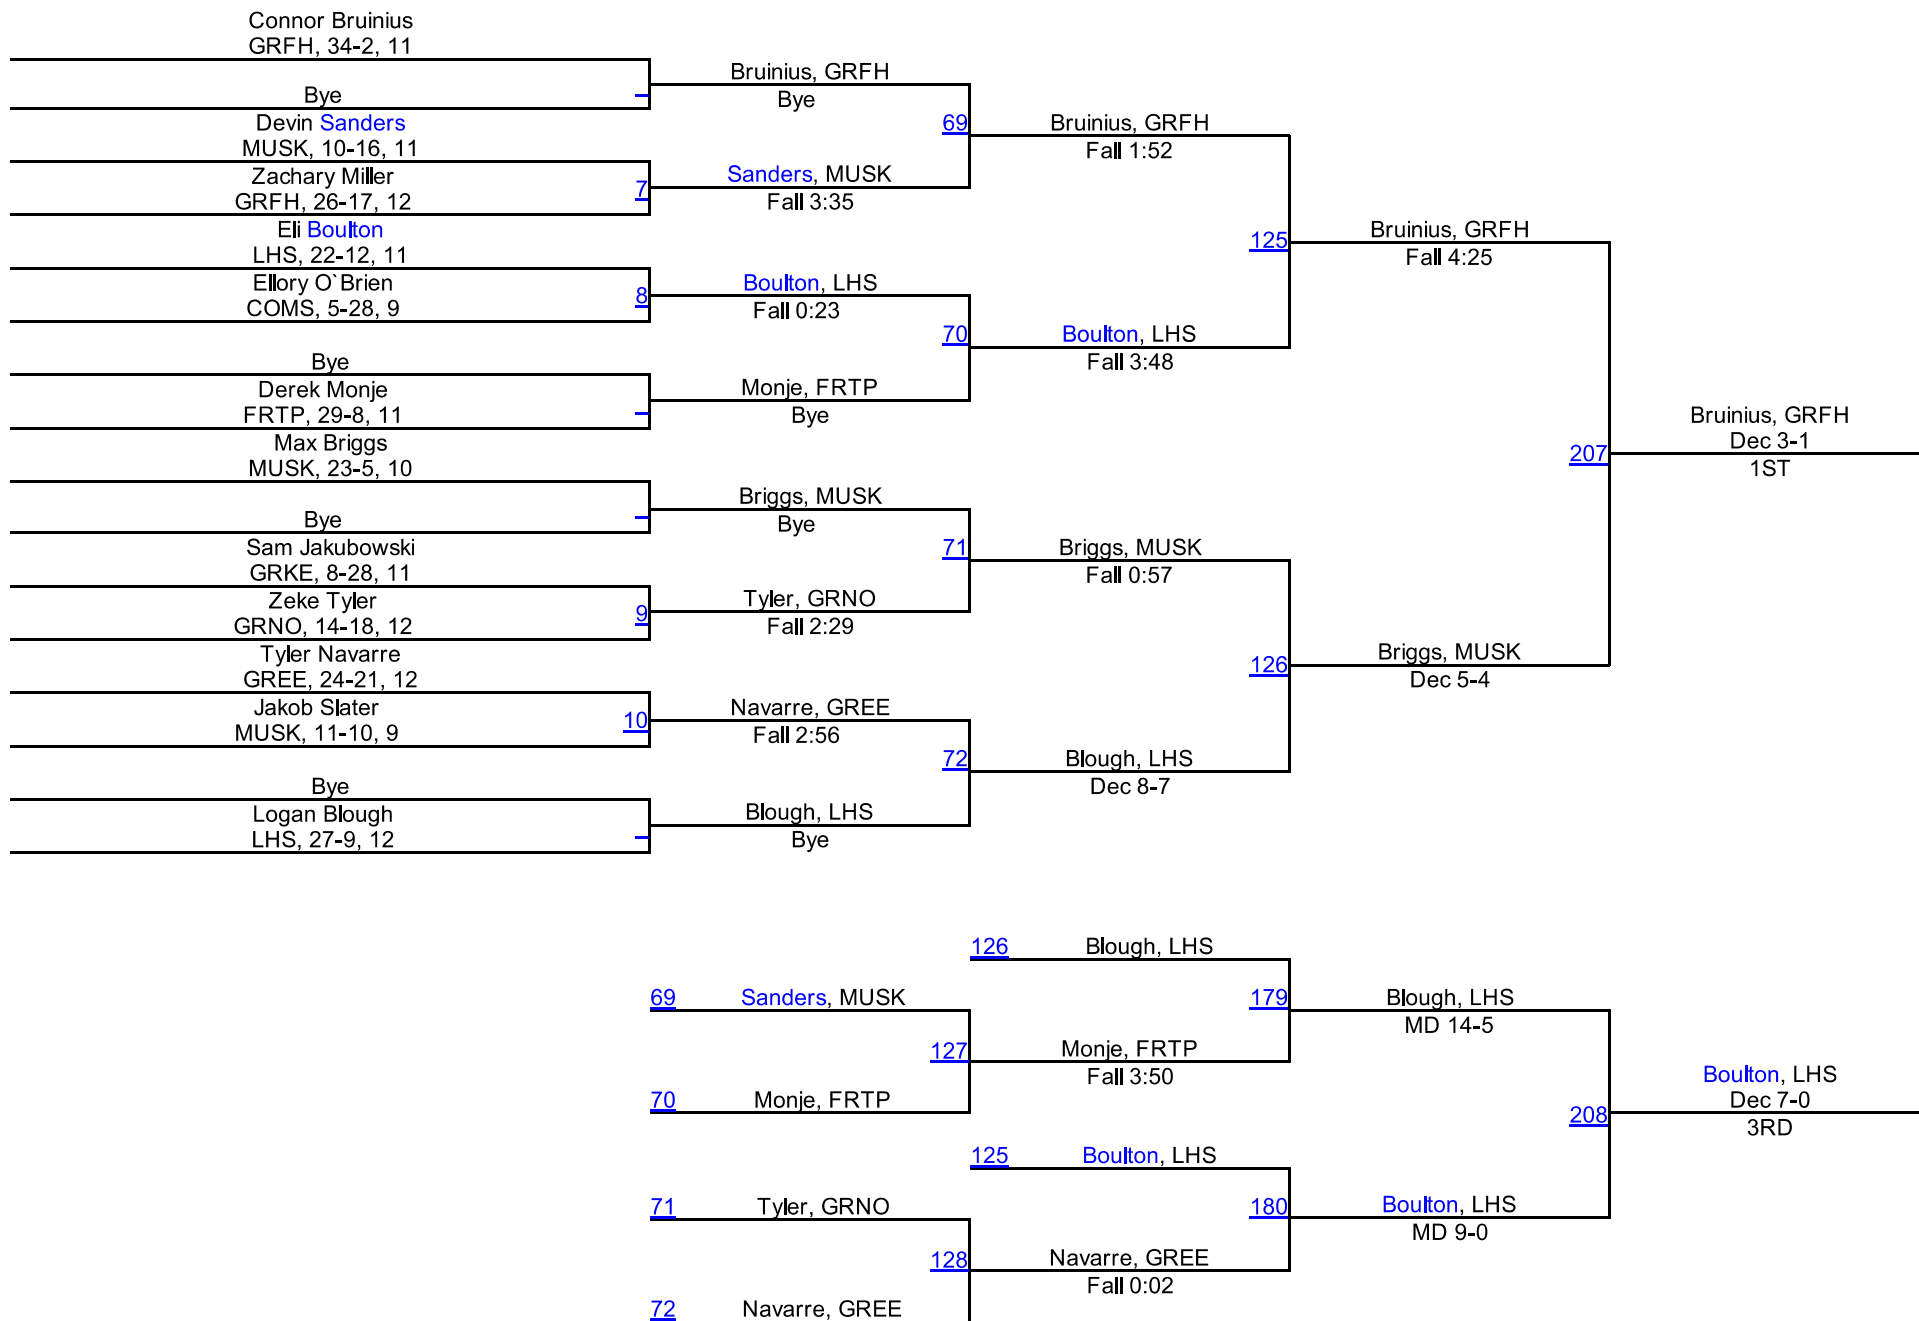 Connor Bruinius
GRFH, 34-2, 11
Bye
Devin Sanders
MUSK, 10-16, 11
Zachary Miller
GRFH, 26-17, 12
7
Eli Boulton
LHS, 22-12, 11
Ellory O`Brien
COMS, 5-28, 9
8
Bye
Derek Monje
FRTP, 29-8, 11
Max Briggs
MUSK, 23-5, 10
Bye
Sam Jakubowski
GRKE, 8-28, 11
Zeke Tyler
GRNO, 14-18, 12
9
Tyler Navarre
GREE, 24-21, 12
Jakob Slater
MUSK, 11-10, 9
10
Bye
Logan Blough
LHS, 27-9, 12
Bruinius, GRFH
Bye
69
Sanders, MUSK
Fall 3:35
Boulton, LHS
Fall 0:23
70
Monje, FRTP
Bye
Briggs, MUSK
Bye
71
Tyler, GRNO
Fall 2:29
Navarre, GREE
Fall 2:56
72
Blough, LHS
Bye
Bruinius, GRFH
Fall 1:52
125
Boulton, LHS
Fall 3:48
Briggs, MUSK
Fall 0:57
126
Blough, LHS
Dec 8-7
Bruinius, GRFH
Fall 4:25
207
Briggs, MUSK
Dec 5-4
Bruinius, GRFH
Dec 3-1
1ST
126 Blough, LHS
69 Sanders, MUSK
179
127
Monje, FRTP
Fall 3:50
70 Monje, FRTP
Blough, LHS
MD 14-5
125 Boulton, LHS
71 Tyler, GRNO
180
128
Navarre, GREE
Fall 0:02
72 Navarre, GREE
Boulton, LHS
MD 9-0
208
Boulton, LHS
Dec 7-0
3RD